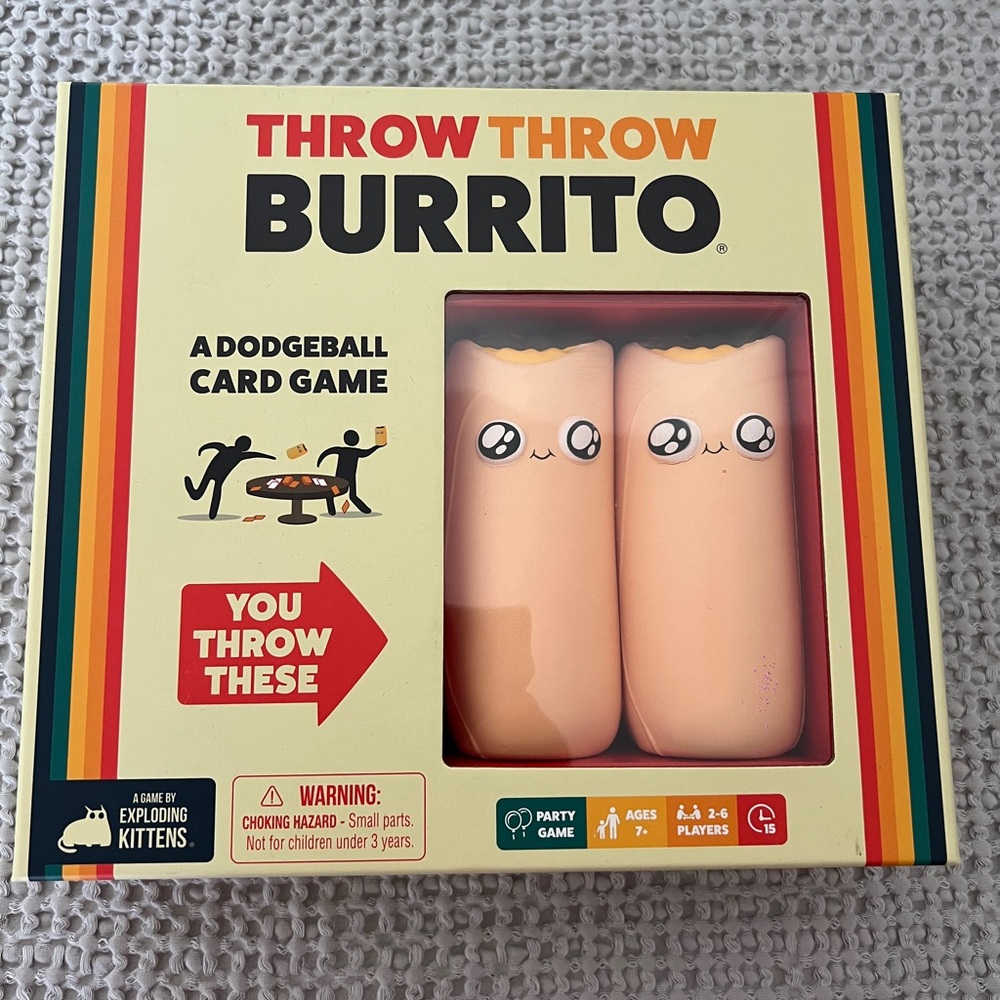 THROW THROW
BURRITO®
A DODGEBALL
CARD GAME
YOU
THROW
THESE
A GAME BY
EXPLODING
KITTENS®
WARNING:
CHOKING HAZARD - Small parts.
Not for children under 3 years.
PARTY
GAME
AGES
7+
2-6
PLAYERS
15